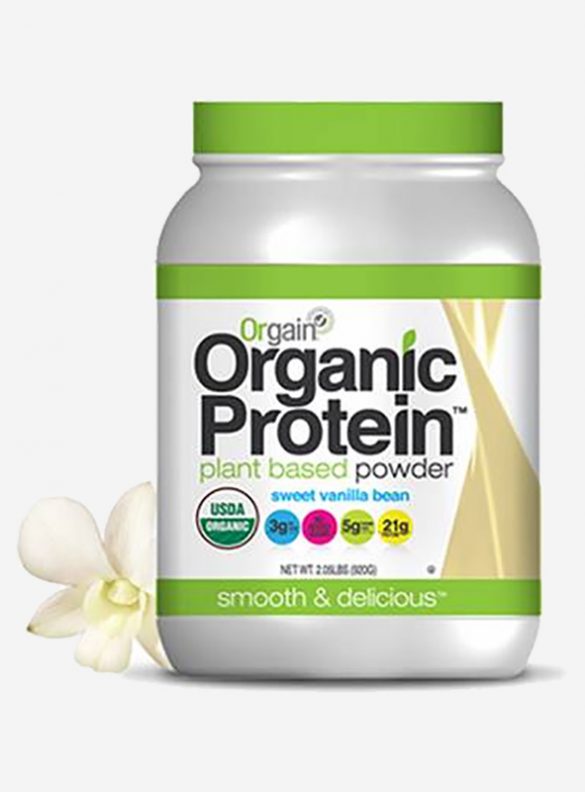 Orgain
Organic
Protein™
plant based powder
sweet vanilla bean
USDA
ORGANIC
3g
5g
21g
NET WT. 2.05LBS (920G)
smooth & delicious™